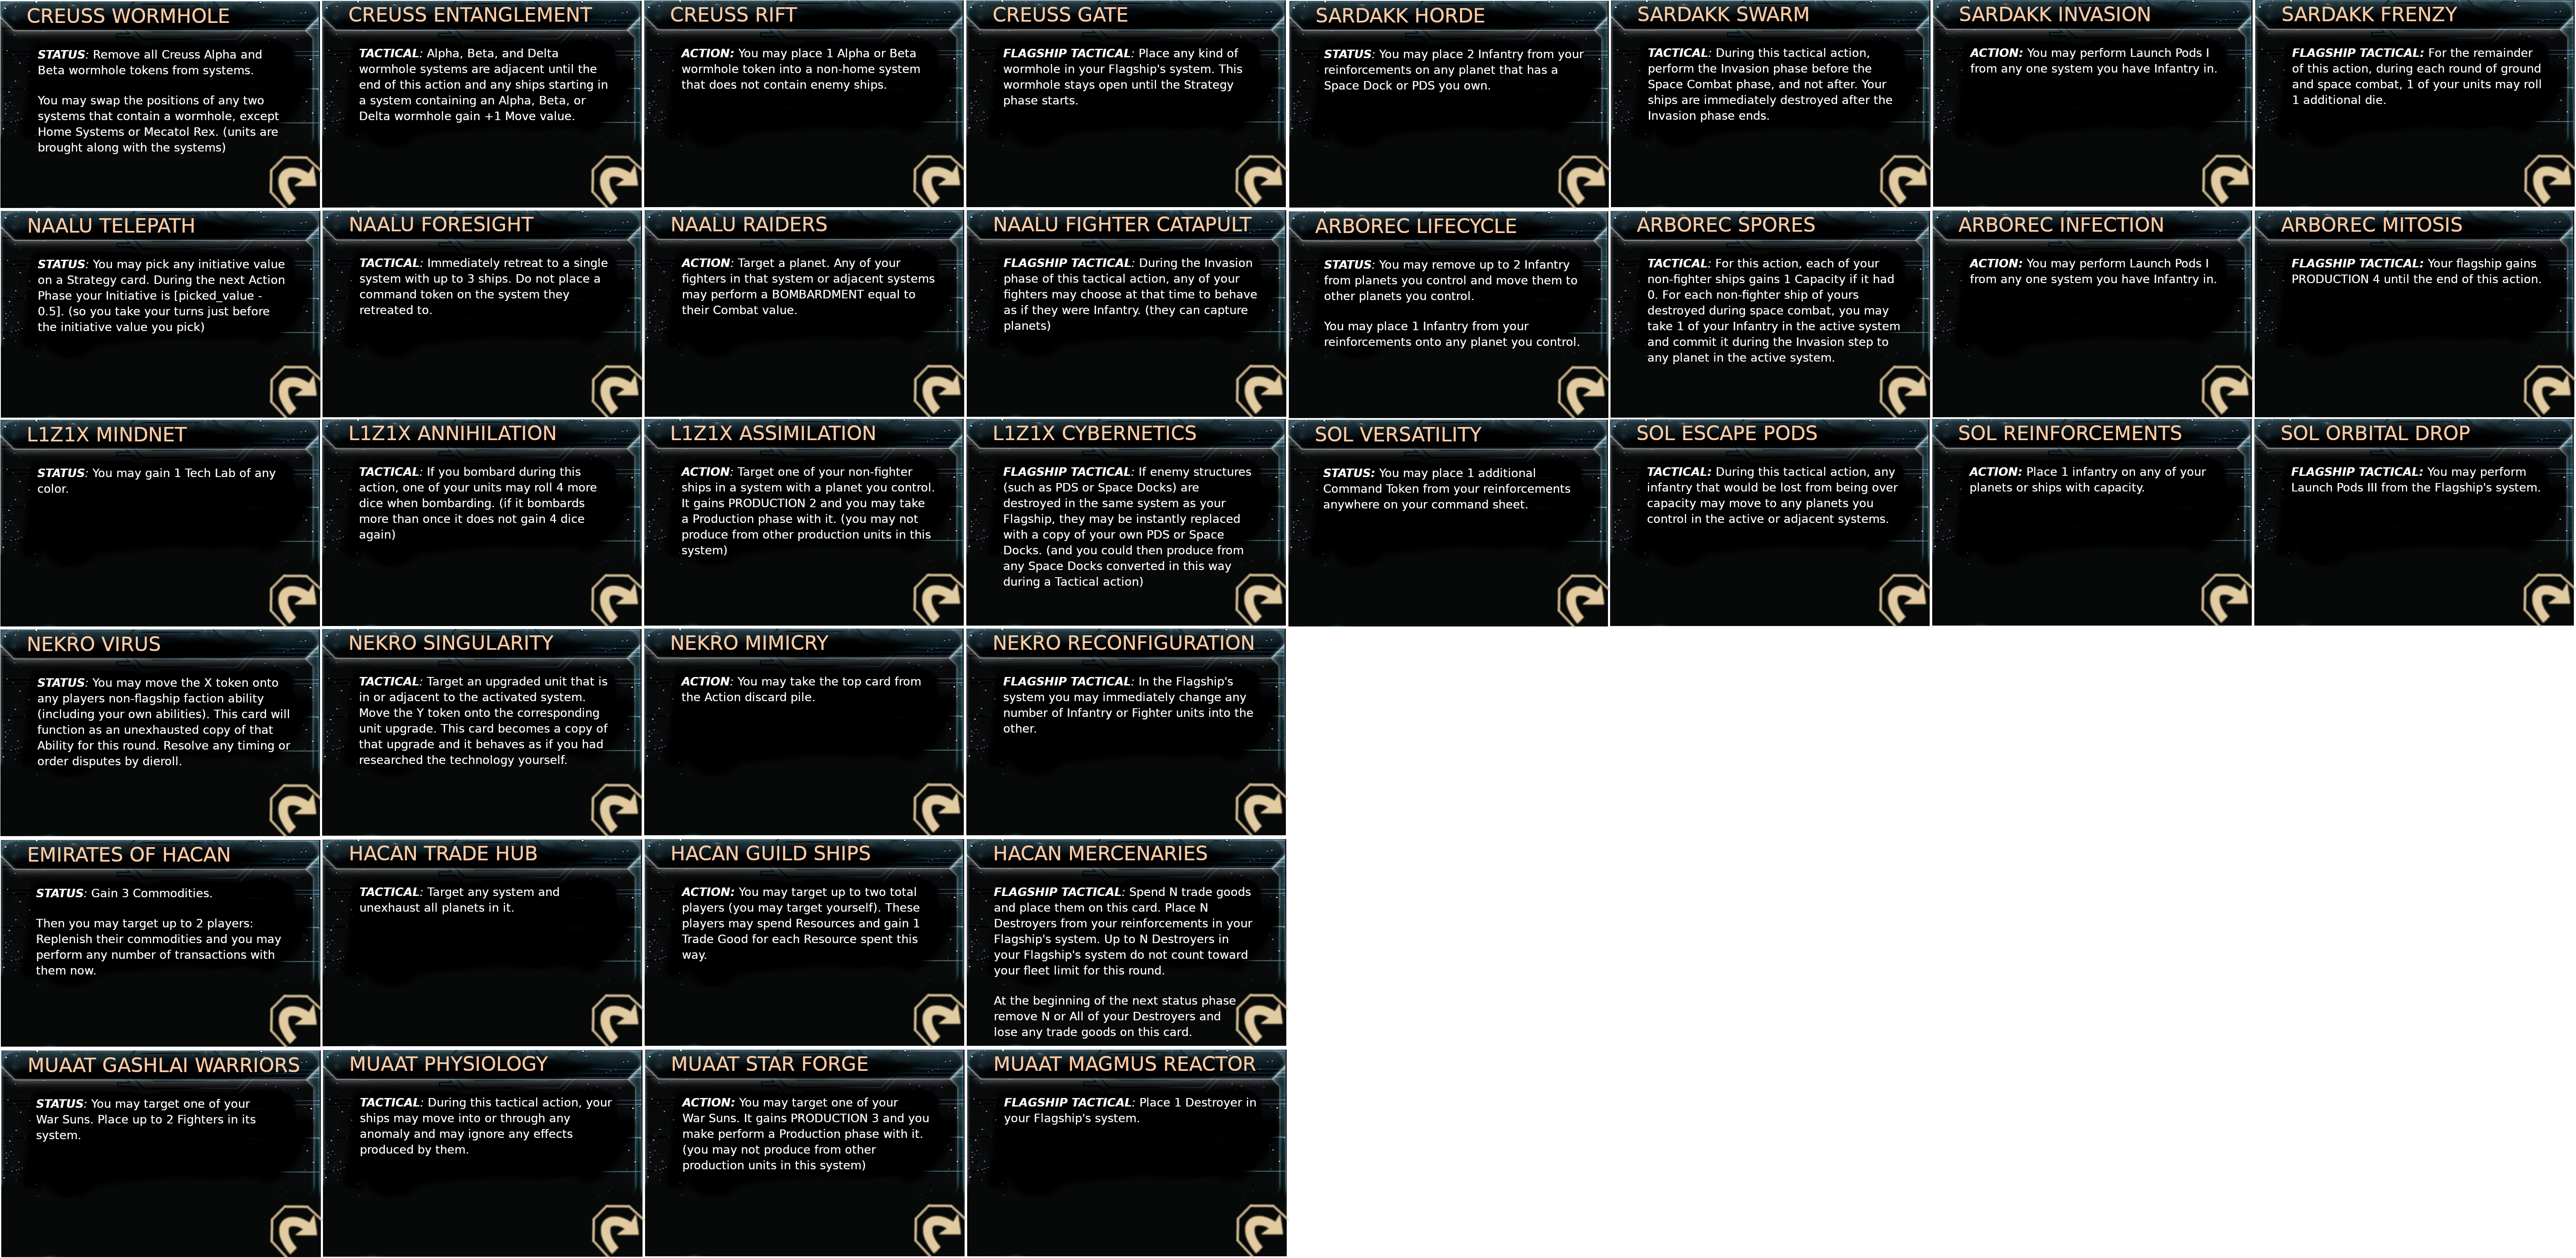 CREUSS WORMHOLE
STATUS: Remove all Creuss Alpha and
Beta wormhole tokens from systems.
You may swap the positions of any two
systems that contain a wormhole, except
Home Systems or Mecatol Rex. (units are
brought along with the systems)
CREUSS ENTANGLEMENT
TACTICAL: Alpha, Beta, and Delta
wormhole systems are adjacent until the
end of this action and any ships starting in
a system containing an Alpha, Beta, or
Delta wormhole gain +1 Move value.
CREUSS RIFT
ACTION: You may place 1 Alpha or Beta
wormhole token into a non-home system
that does not contain enemy ships.
CREUSS GATE
FLAGSHIP TACTICAL: Place any kind of
wormhole in your Flagship's system. This
wormhole stays open until the Strategy
phase starts.
SARDAKK HORDE
STATUS: You may place 2 Infantry from your
reinforcements on any planet that has a
Space Dock or PDS you own.
SARDAKK SWARM
TACTICAL: During this tactical action,
perform the Invasion phase before the
Space Combat phase, and not after. Your
ships are immediately destroyed after the
Invasion phase ends.
SARDAKK INVASION
ACTION: You may perform Launch Pods I
from any one system you have Infantry in.
SARDAKK FRENZY
FLAGSHIP TACTICAL: For the remainder
of this action, during each round of ground
and space combat, 1 of your units may roll
1 additional die.
NAALU TELEPATH
STATUS: You may pick any initiative value
on a Strategy card. During the next Action
Phase your Initiative is [picked_value -
0.5]. (so you take your turns just before
the initiative value you pick)
NAALU FORESIGHT
TACTICAL: Immediately retreat to a single
system with up to 3 ships. Do not place a
command token on the system they
retreated to.
NAALU RAIDERS
ACTION: Target a planet. Any of your
fighters in that system or adjacent systems
may perform a BOMBARDMENT equal to
their Combat value.
NAALU FIGHTER CATAPULT
FLAGSHIP TACTICAL: During the Invasion
phase of this tactical action, any of your
fighters may choose at that time to behave
as if they were Infantry. (they can capture
planets)
ARBOREC LIFECYCLE
STATUS: You may remove up to 2 Infantry
from planets you control and move them to
other planets you control.
You may place 1 Infantry from your
reinforcements onto any planet you control.
ARBOREC SPORES
TACTICAL: For this action, each of your
non-fighter ships gains 1 Capacity if it had
0. For each non-fighter ship of yours
destroyed during space combat, you may
take 1 of your Infantry in the active system
and commit it during the Invasion step to
any planet in the active system.
ARBOREC INFECTION
ACTION: You may perform Launch Pods I
from any one system you have Infantry in.
ARBOREC MITOSIS
FLAGSHIP TACTICAL: Your flagship gains
PRODUCTION 4 until the end of this action.
L1Z1X MINDNET
STATUS: You may gain 1 Tech Lab of any
color.
L1Z1X ANNIHILATION
TACTICAL: If you bombard during this
action, one of your units may roll 4 more
dice when bombarding. (if it bombards
more than once it does not gain 4 dice
again)
L1Z1X ASSIMILATION
ACTION: Target one of your non-fighter
ships in a system with a planet you control.
It gains PRODUCTION 2 and you may take
a Production phase with it. (you may not
produce from other production units in this
system)
L1Z1X CYBERNETICS
FLAGSHIP TACTICAL: If enemy structures
(such as PDS or Space Docks) are
destroyed in the same system as your
Flagship, they may be instantly replaced
with a copy of your own PDS or Space
Docks. (and you could then produce from
any Space Docks converted in this way
during a Tactical action)
SOL VERSATILITY
STATUS: You may place 1 additional
Command Token from your reinforcements
anywhere on your command sheet.
SOL ESCAPE PODS
TACTICAL: During this tactical action, any
infantry that would be lost from being over
capacity may move to any planets you
control in the active or adjacent systems.
SOL REINFORCEMENTS
ACTION: Place 1 infantry on any of your
planets or ships with capacity.
SOL ORBITAL DROP
FLAGSHIP TACTICAL: You may perform
Launch Pods III from the Flagship's system.
NEKRO VIRUS
STATUS: You may move the X token onto
any players non-flagship faction ability
(including your own abilities). This card will
function as an unexhausted copy of that
Ability for this round. Resolve any timing or
order disputes by dieroll.
NEKRO SINGULARITY
TACTICAL: Target an upgraded unit that is
in or adjacent to the activated system.
Move the Y token onto the corresponding
unit upgrade. This card becomes a copy of
that upgrade and it behaves as if you had
researched the technology yourself.
NEKRO MIMICRY
ACTION: You may take the top card from
the Action discard pile.
NEKRO RECONFIGURATION
FLAGSHIP TACTICAL: In the Flagship's
system you may immediately change any
number of Infantry or Fighter units into the
other.
EMIRATES OF HACAN
STATUS: Gain 3 Commodities.
Then you may target up to 2 players:
Replenish their commodities and you may
perform any number of transactions with
them now.
HACAN TRADE HUB
TACTICAL: Target any system and
unexhaust all planets in it.
HACAN GUILD SHIPS
ACTION: You may target up to two total
players (you may target yourself). These
players may spend Resources and gain 1
Trade Good for each Resource spent this
way.
HACAN MERCENARIES
FLAGSHIP TACTICAL: Spend N trade goods
and place them on this card. Place N
Destroyers from your reinforcements in your
Flagship's system. Up to N Destroyers in
your Flagship's system do not count toward
your fleet limit for this round.
At the beginning of the next status phase
remove N or All of your Destroyers and
lose any trade goods on this card.
MUAAT GASHLAI WARRIORS
STATUS: You may target one of your
War Suns. Place up to 2 Fighters in its
system.
MUAAT PHYSIOLOGY
TACTICAL: During this tactical action, your
ships may move into or through any
anomaly and may ignore any effects
produced by them.
MUAAT STAR FORGE
ACTION: You may target one of your
War Suns. It gains PRODUCTION 3 and you
make perform a Production phase with it.
(you may not produce from other
production units in this system)
MUAAT MAGMUS REACTOR
FLAGSHIP TACTICAL: Place 1 Destroyer in
your Flagship's system.